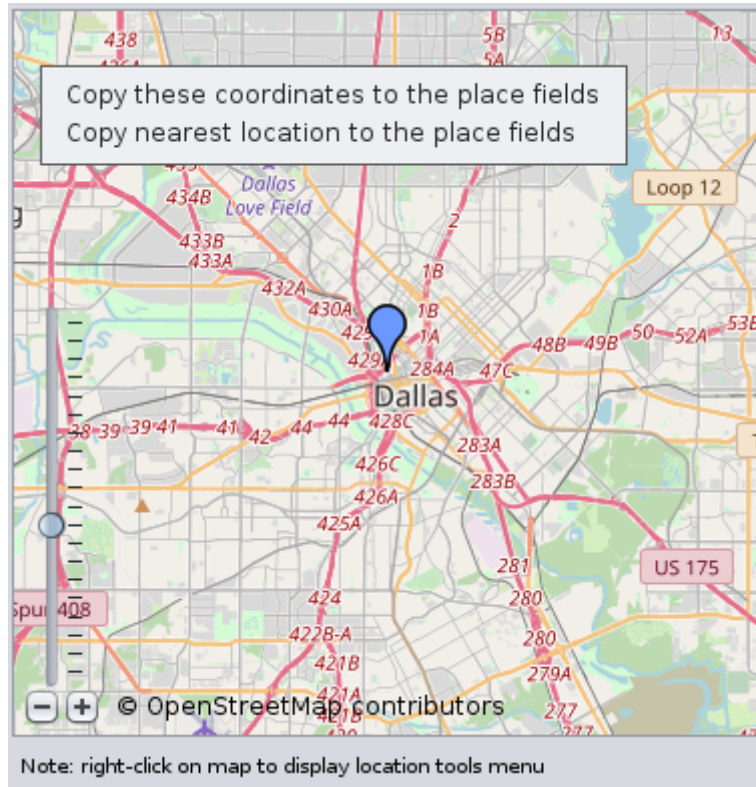 438
5B
5A
13
Copy these coordinates to the place fields
Copy nearest location to the place fields
434B
Dallas
Love Field
Loop 12
2
433B
433A
432A
1B
430A
1B
53B
1A
50
52A
48B
49B
429
284A
47C
Dallas
428C
38
39
39
41
41
42
44
44
283A
426C
283B
426A
425A
281
US 175
424
280
Spur 408
422B-A
280
421B
279A
421A
277
421B
277
© OpenStreetMap contributors
Note: right-click on map to display location tools menu